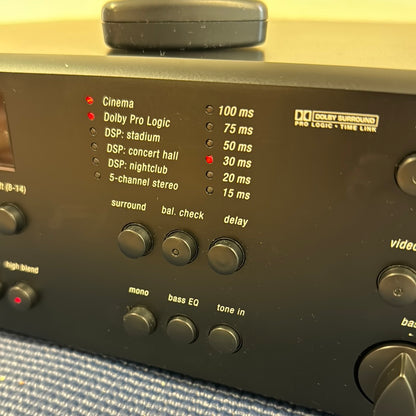 Cinema
Dolby Pro Logic
DSP: stadium
DSP: concert hall
DSP: nightclub
5-channel stereo
100 ms
75 ms
50 ms
30 ms
20 ms
15 ms
DOLBY SURROUND
PRO LOGIC • TIME LINK
(8-14)
surround
bal. check
delay
video
high blend
mono
bass EQ
tone in